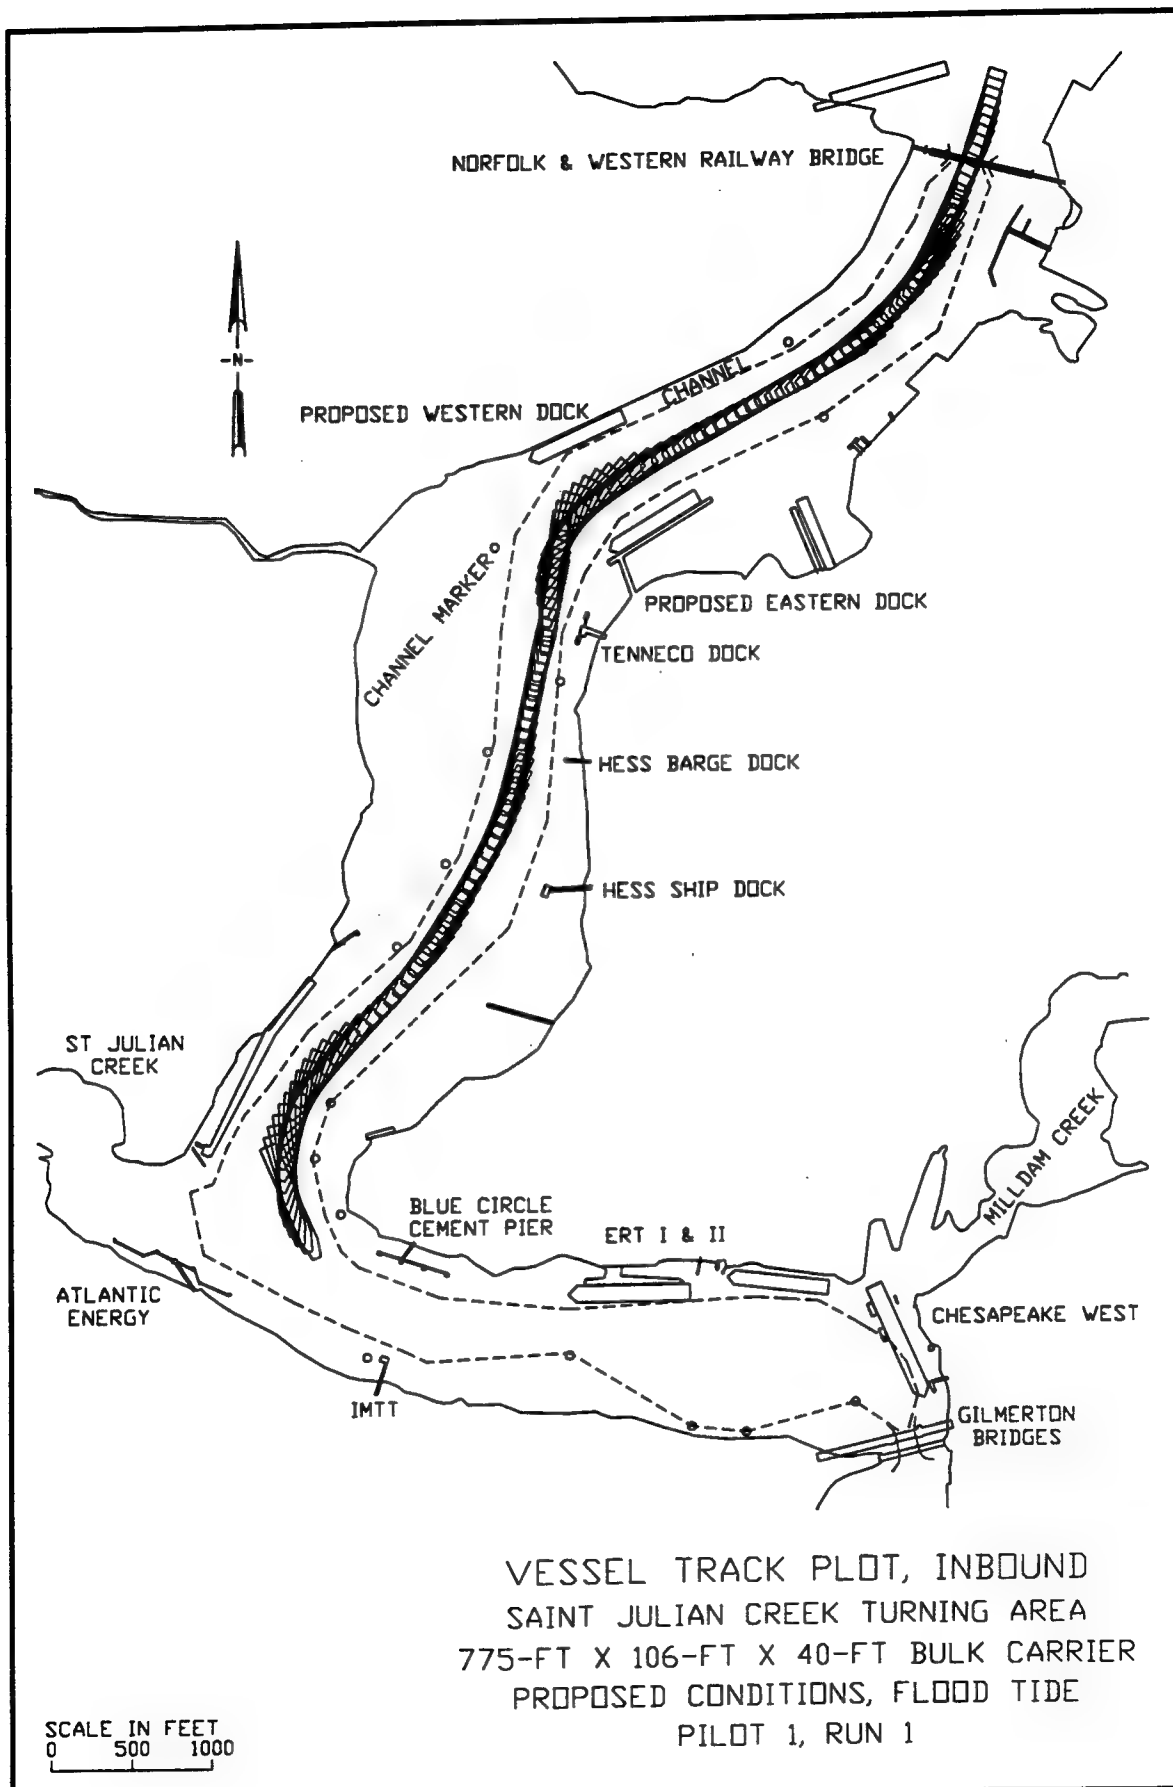 NORFOLK & WESTERN RAILWAY BRIDGE
-N-
CHANNEL
PROPOSED WESTERN DOCK
CHANNEL MARKER
PROPOSED EASTERN DOCK
TENNECO DOCK
HESS BARGE DOCK
HESS SHIP DOCK
ST JULIAN
CREEK
MILLDAM CREEK
BLUE CIRCLE
CEMENT PIER
ERT I & II
ATLANTIC
ENERGY
CHESAPEAKE WEST
IMTT
GILMERTON
BRIDGES
VESSEL TRACK PLOT, INBOUND
SAINT JULIAN CREEK TURNING AREA
775-FT X 106-FT X 40-FT BULK CARRIER
PROPOSED CONDITIONS, FLOOD TIDE
PILOT 1, RUN 1
SCALE IN FEET
0 500 1000